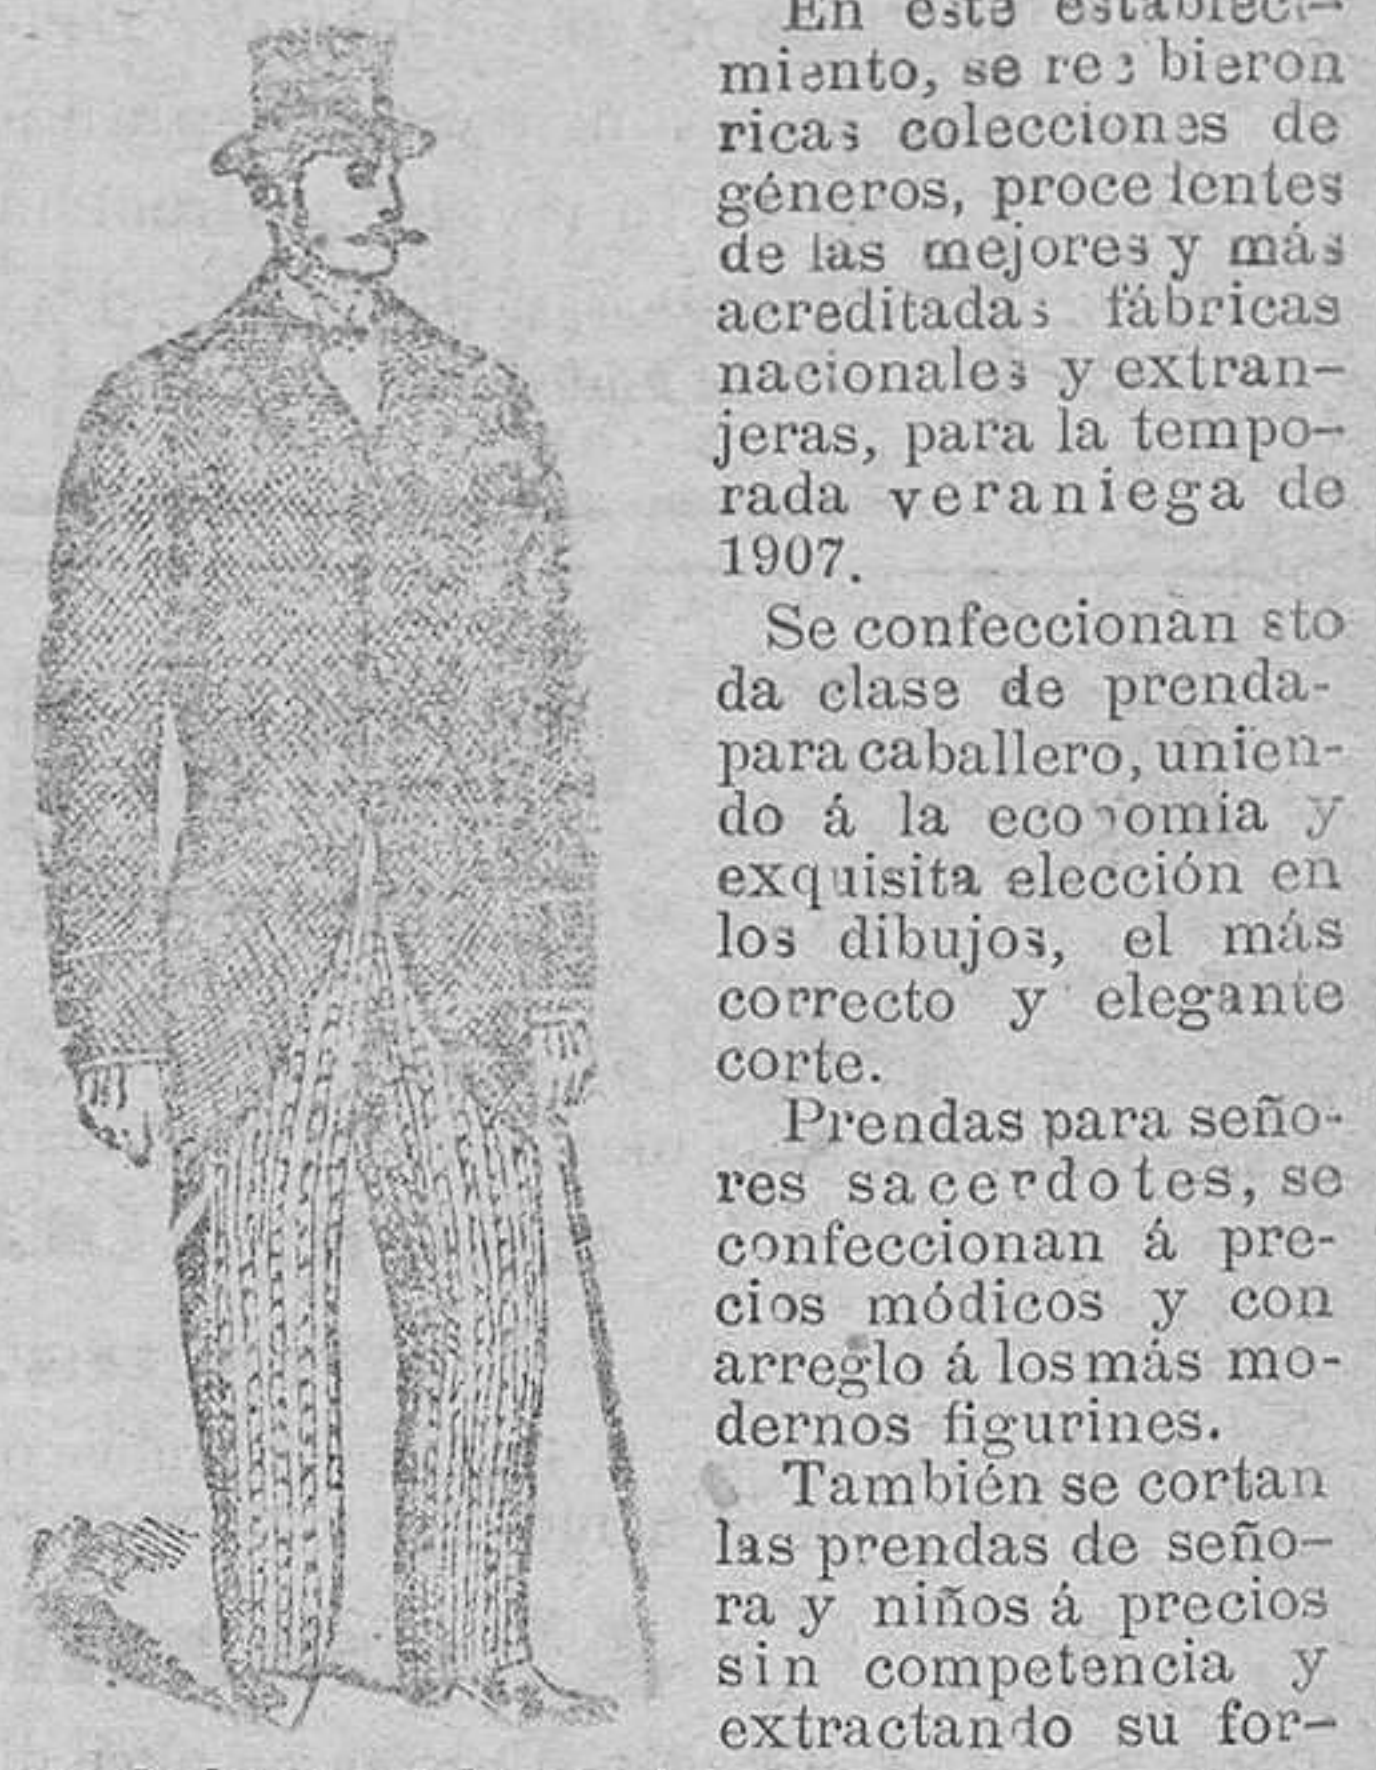 En este estableci-
miento, se recibieron
ricas colecciones de
géneros, procedentes
de las mejores y más
acreditadas fábricas
nacionales y extran-
jeras, para la tempo-
rada veraniega de
1907.
Se confeccionan sto
da clase de prenda-
para caballero, unien-
do á la economia y
exquisita elección en
los dibujos, el más
correcto y elegante
corte.
Prendas para seño-
res sacerdotes, se
confeccionan á pre-
cios módicos y con
arreglo á los más mo-
dernos figurines.
También se cortan
las prendas de seño-
ra y niños á precios
sin competencia y
extractando su for-